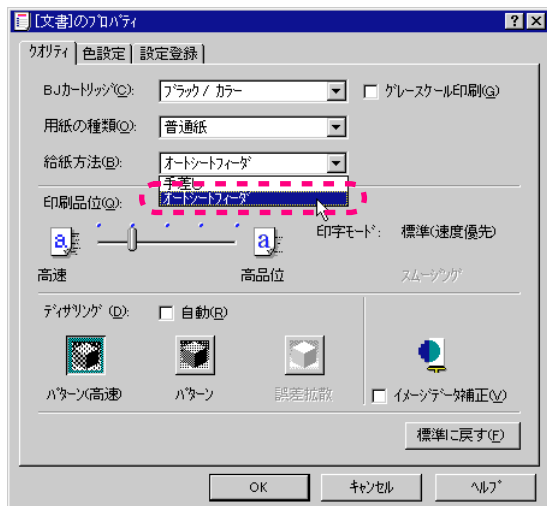 [文書]のﾌﾟﾛﾊﾟﾃｨ
ｸｵﾘﾃｨ 色設定 設定登録
BJｶｰﾄﾘｯｼﾞ(C): ﾌﾞﾗｯｸ / ｶﾗｰ ｸﾞﾚｰｽｹｰﾙ印刷(G)
用紙の種類(O): 普通紙
給紙方法(B): ｵｰﾄｼｰﾄﾌｨｰﾀﾞ
手差し
ｵｰﾄｼｰﾄﾌｨｰﾀﾞ
印刷品位(Q):
印字ﾓｰﾄﾞ: 標準(速度優先)
a a
高速 高品位 ｽﾑｰｼﾞﾝｸﾞ
ﾃﾞｨｻﾞﾘﾝｸﾞ (D): 自動(R)
ﾊﾟﾀｰﾝ(高速) ﾊﾟﾀｰﾝ 誤差拡散 ｲﾒｰｼﾞﾃﾞｰﾀ補正(V)
標準に戻す(F)
OK ｷｬﾝｾﾙ ﾍﾙﾌﾟ